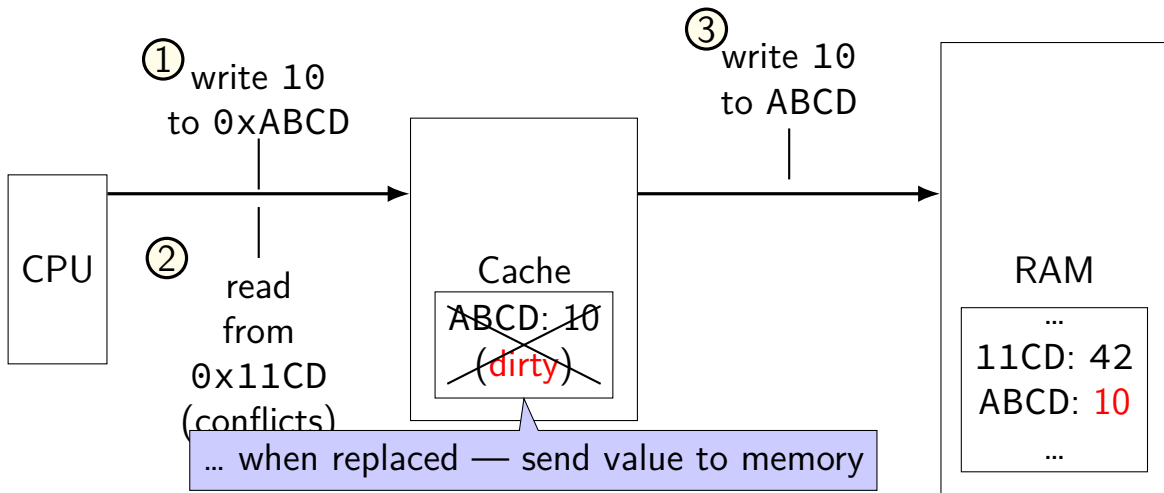 ①
write 10
to 0xABCD
③
write 10
to ABCD
CPU
②
read
from
0x11CD
(conflicts)
Cache
ABCD: 10
(dirty)
RAM
...
11CD: 42
ABCD: 10
...
... when replaced — send value to memory